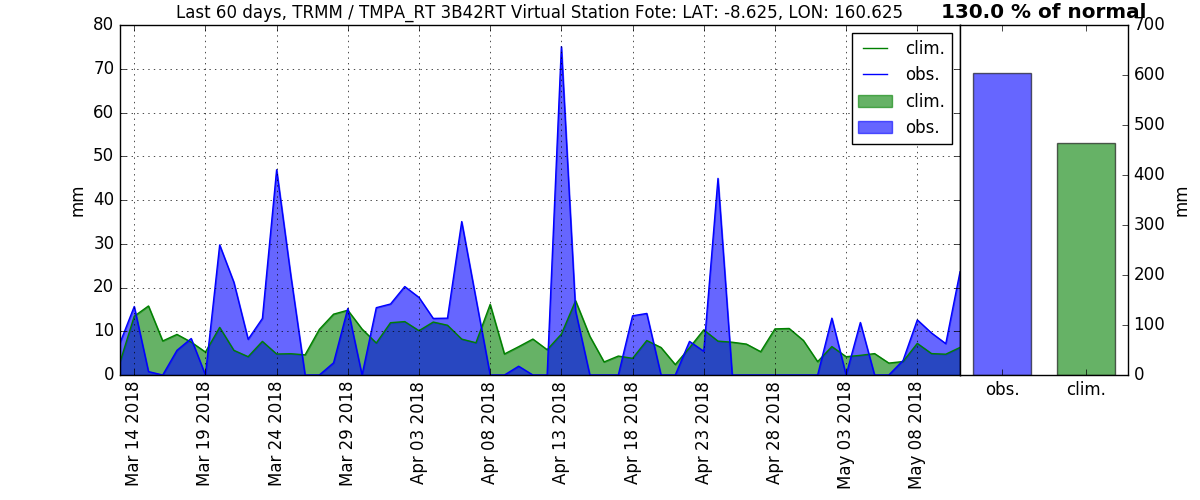 Last 60 days, TRMM / TMPA_RT 3B42RT Virtual Station Fote: LAT: -8.625, LON: 160.625
130.0 % of normal
80
70
60
50
40
30
20
10
0
mm
clim.
obs.
clim.
obs.
700
600
500
400
300
200
100
0
mm
Mar 14 2018
Mar 19 2018
Mar 24 2018
Mar 29 2018
Apr 03 2018
Apr 08 2018
Apr 13 2018
Apr 18 2018
Apr 23 2018
Apr 28 2018
May 03 2018
May 08 2018
obs.
clim.